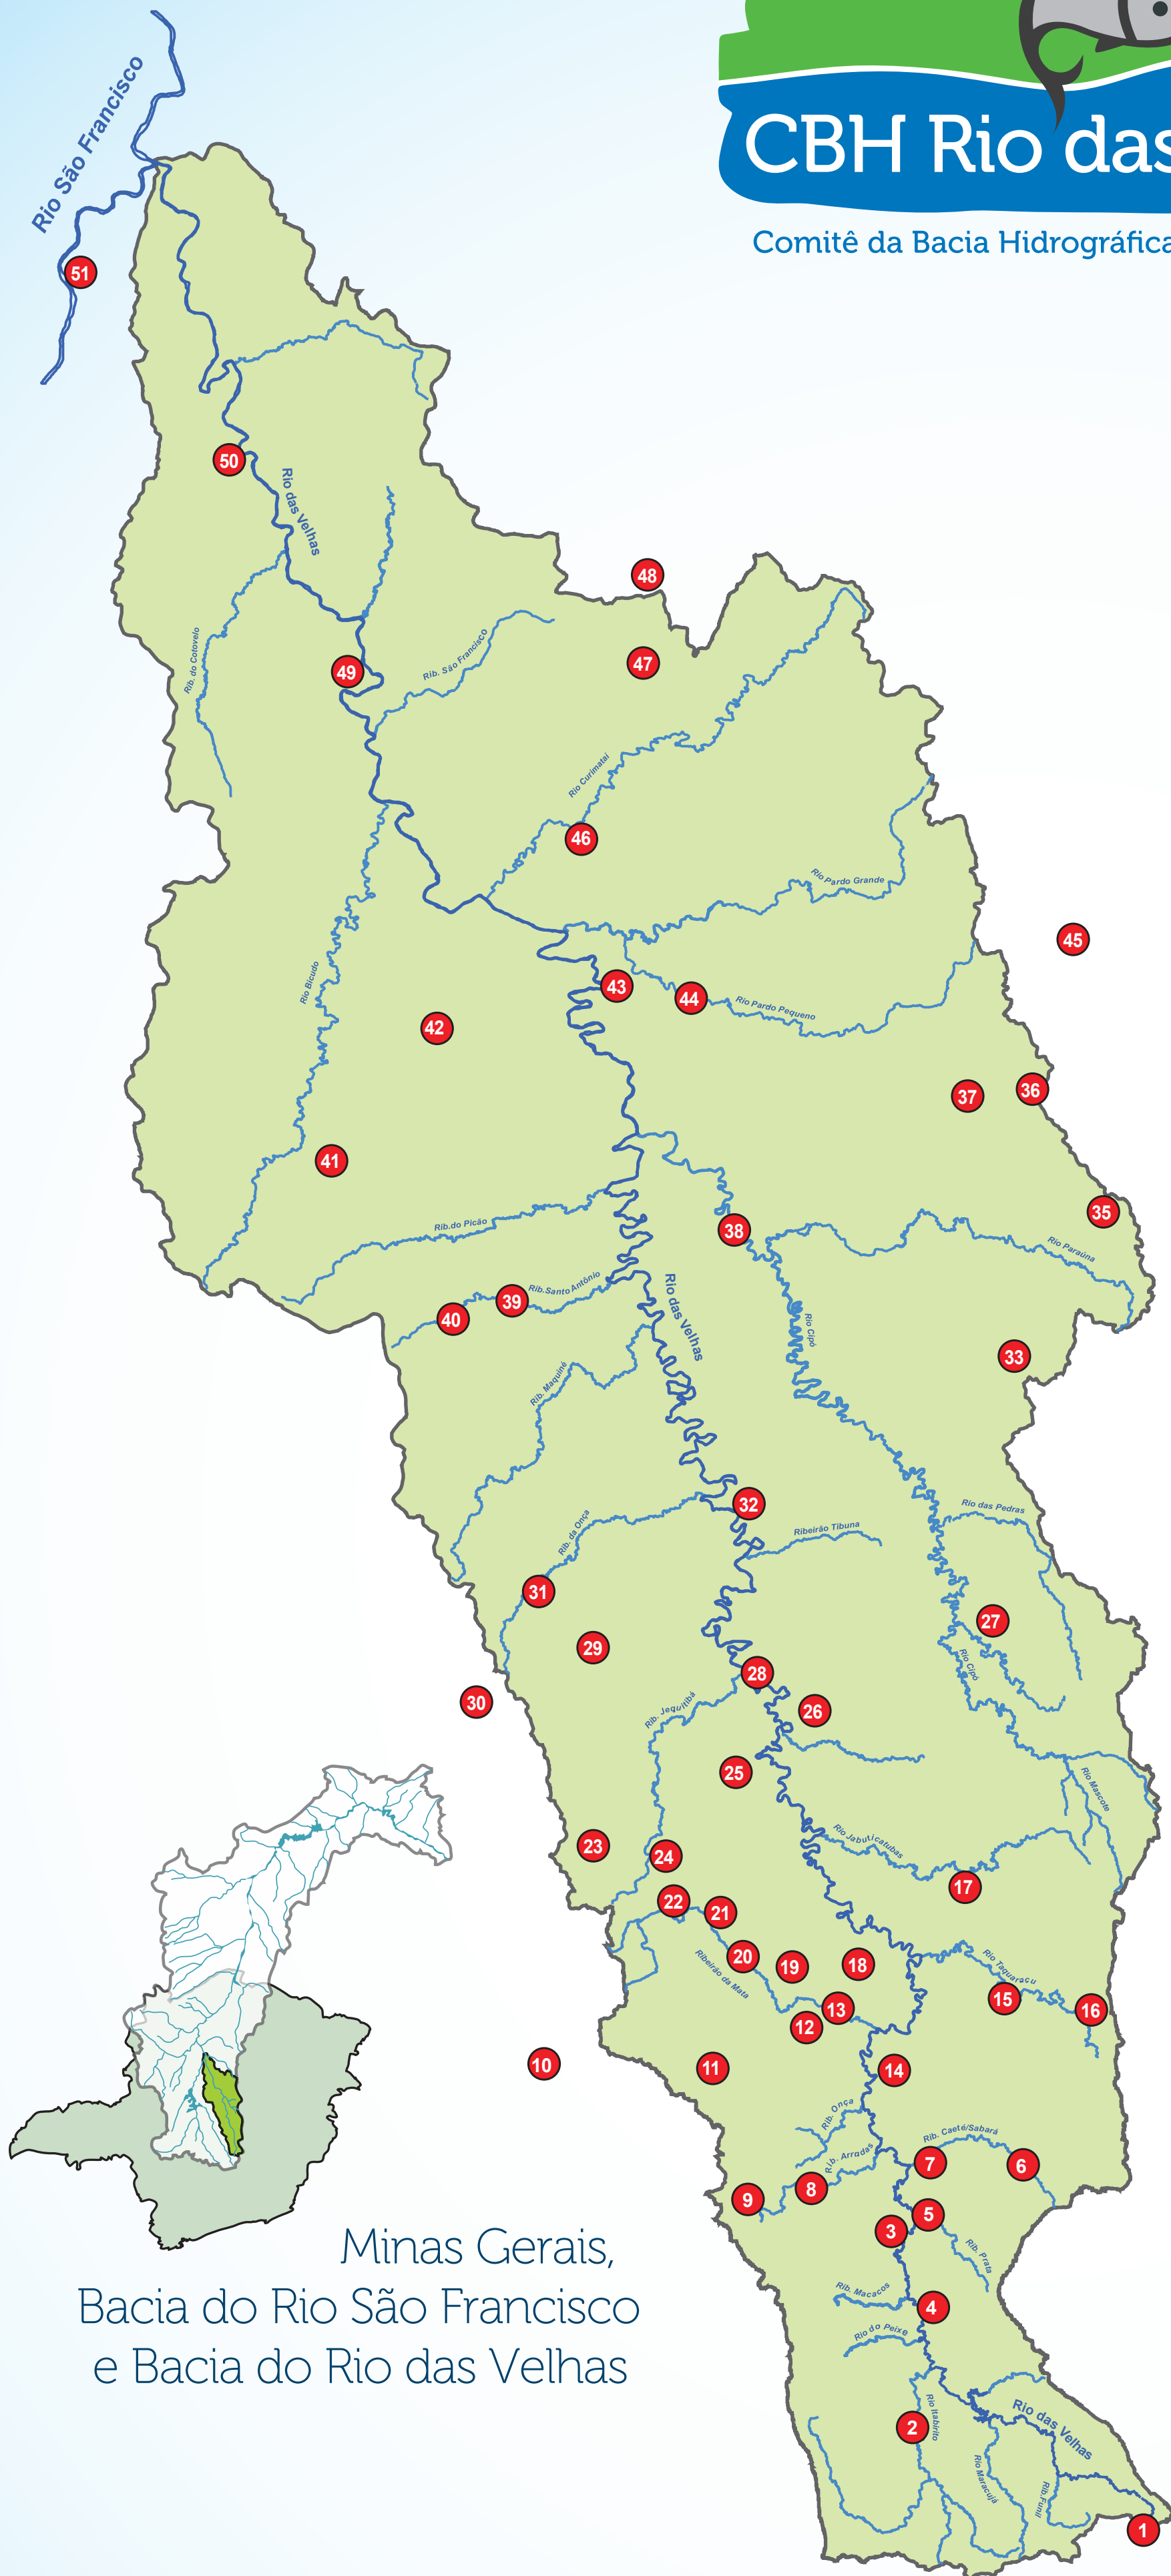 CBH Rio das
Comitê da Bacia Hidrográfica
Rio São Francisco
51
50
Rio das Velhas
48
47
Rib. do Cotovelo
49
Rib. São Francisco
Rio Curimataí
46
Rio Pardo Grande
45
Rio Bicudo
43
44
Rio Pardo Pequeno
42
37
36
41
35
Rib.do Picão
38
Rio Paraúna
Rib.Santo Antônio
39
40
Rio das Velhas
Rio Cipó
33
Rib. Maquiné
32
Rio das Pedras
Rib. da Onça
Ribeirão Tibuna
31
27
29
Rio Cipó
28
30
26
Rib. Jequitibá
25
Rio Mascote
23
24
Rio Jabuticatubas
17
22
21
20
19
18
Ribeirão da Mata
Rio Taquaraçu
15
16
13
12
10
11
14
Rib. Onça
Rib. Caeté/Sabará
Rib. Arrudas
7
6
8
9
5
3
Rib. Prata
Rib. Macacos
4
Rio do Peixe
Minas Gerais,
Bacia do Rio São Francisco
e Bacia do Rio das Velhas
Rio Itabirito
2
Rio das Velhas
Rio Maracujá
Rib.Funil
1